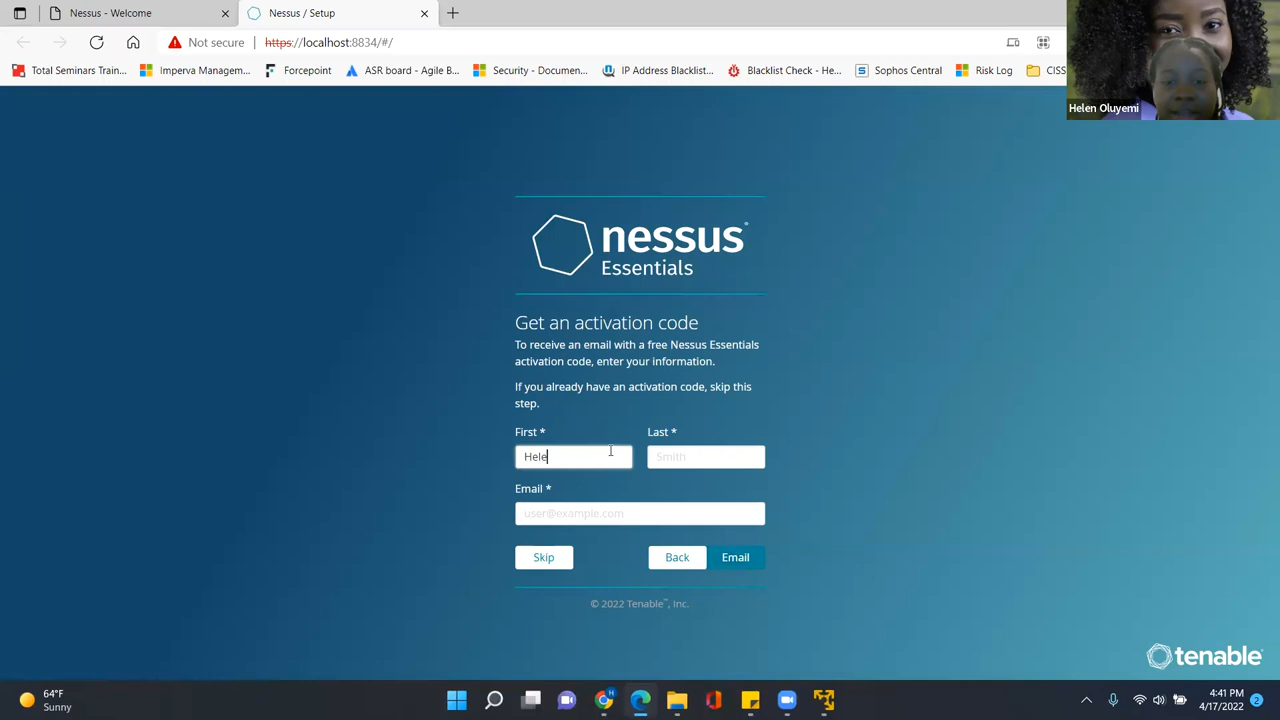 Nessus - Welcome
Nessus / Setup
Not secure
https://localhost:8834/#/
Total Seminars Train...
Imperva Managem...
Forcepoint
ASR board - Agile B...
Security - Documen...
IP Address Blacklist...
Blacklist Check - He...
Sophos Central
Risk Log
CISS
Helen Oluyemi
nessus
Essentials
Get an activation code
To receive an email with a free Nessus Essentials
activation code, enter your information.
If you already have an activation code, skip this
step.
First *
Last *
Hele
Smith
Email *
user@example.com
Skip
Back
Email
© 2022 Tenable™, Inc.
tenable
64°F
Sunny
4:41 PM
4/17/2022
2